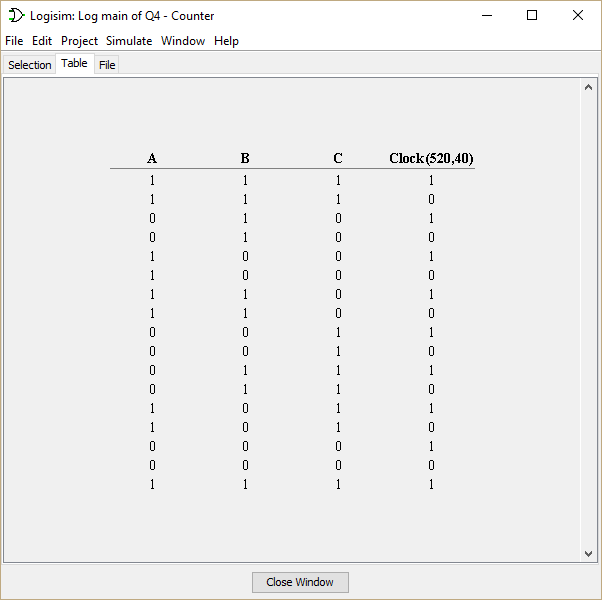 Logisim: Log main of Q4 - Counter
File Edit Project Simulate Window Help
Selection Table File
A B C Clock(520,40)
1 1 1 1
1 1 1 0
0 1 0 1
0 1 0 0
1 0 0 1
1 0 0 0
1 1 0 1
1 1 0 0
0 0 1 1
0 0 1 0
0 1 1 1
0 1 1 0
1 0 1 1
1 0 1 0
0 0 0 1
0 0 0 0
1 1 1 1
Close Window